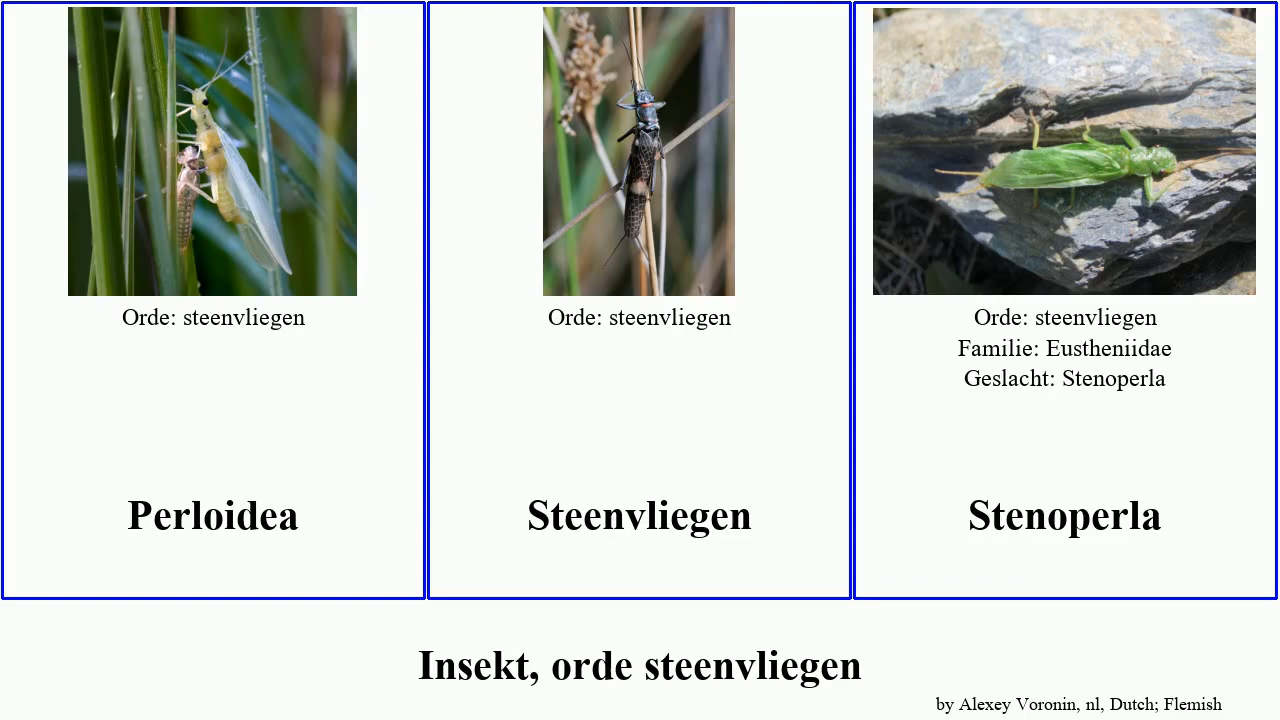 Orde: steenvliegen
Perloidea
Orde: steenvliegen
Steenvliegen
Orde: steenvliegen
Familie: Eustheniidae
Geslacht: Stenoperla
Stenoperla
Insekt, orde steenvliegen
by Alexey Voronin, nl, Dutch; Flemish